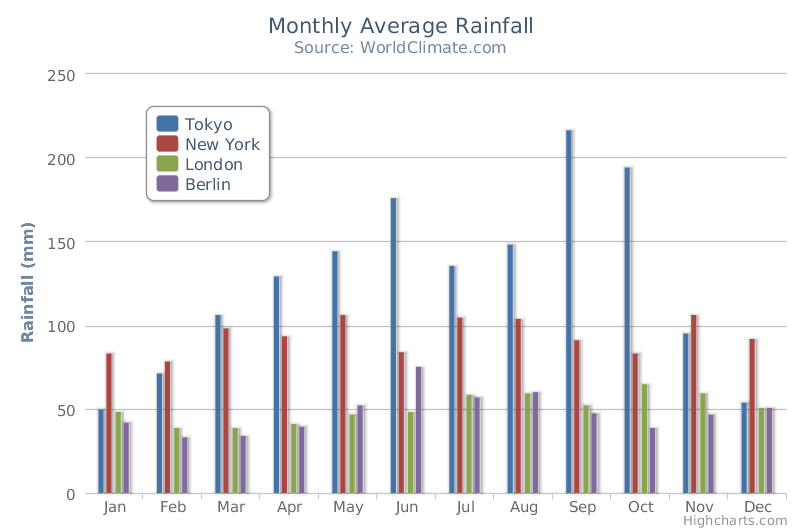 Monthly Average Rainfall
Source: WorldClimate.com
Rainfall (mm)
250
200
150
100
50
0
Tokyo
New York
London
Berlin
Jan Feb Mar Apr May Jun Jul Aug Sep Oct Nov Dec
Highcharts.com